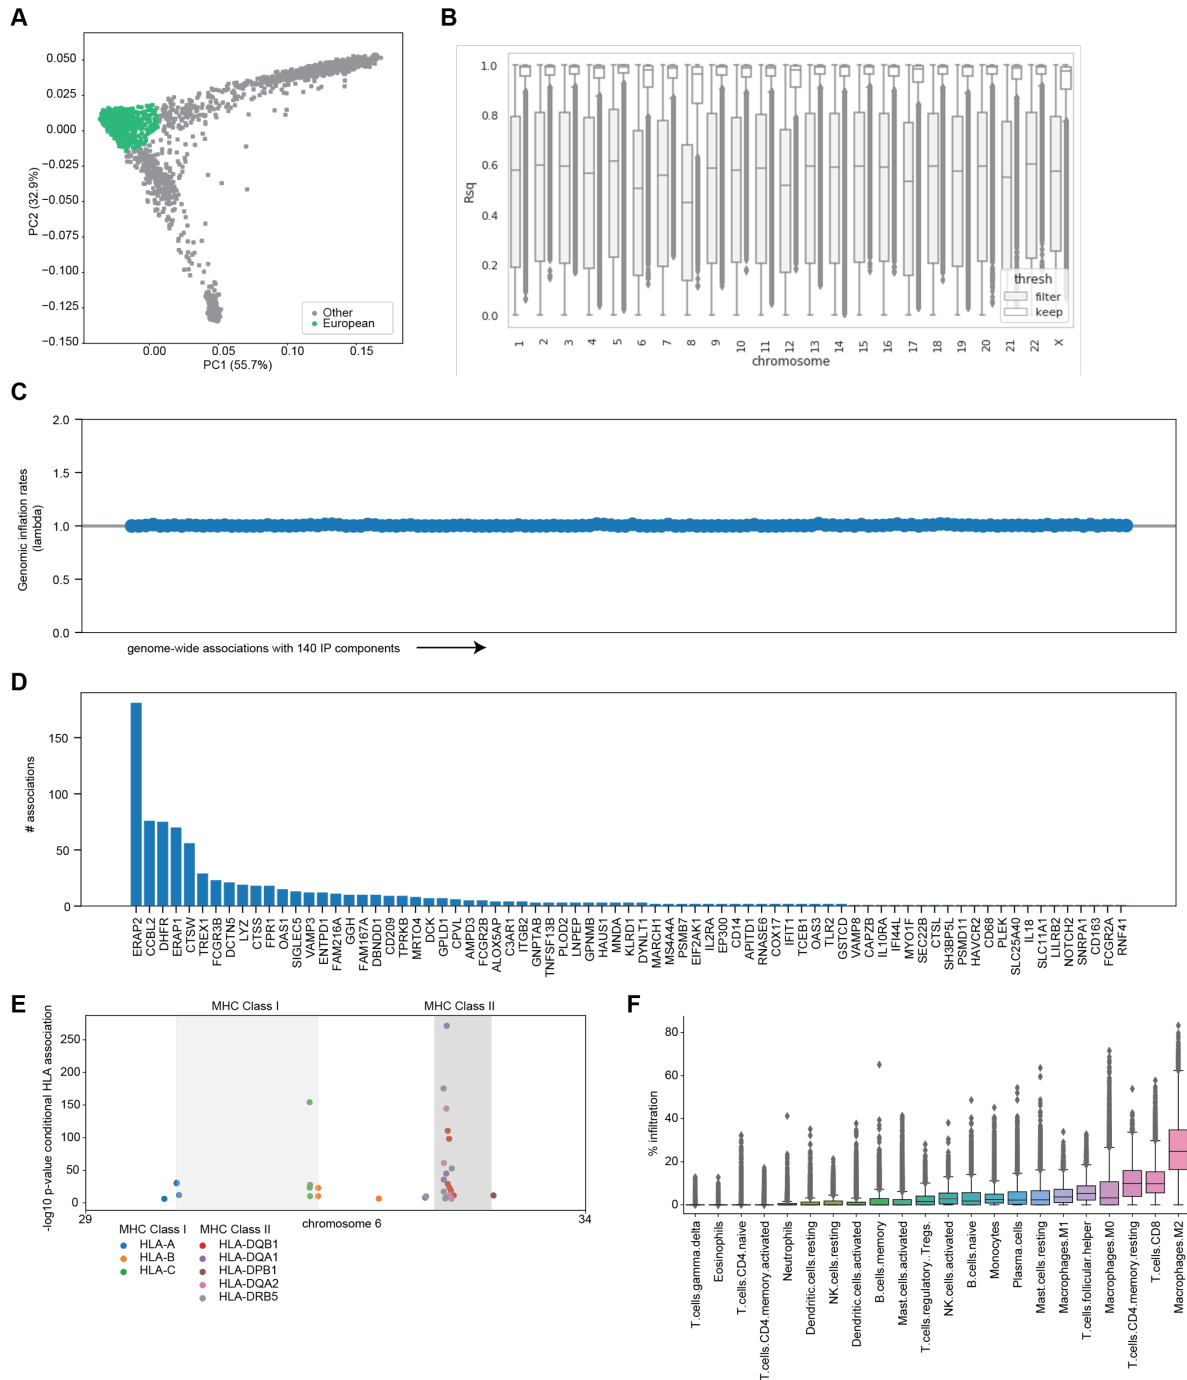 A
0.050
0.025
0.000
−0.025
−0.050
−0.075
−0.100
−0.125
−0.150
PC2 (32.9%)
Other
European
0.00
0.05
0.10
0.15
PC1 (55.7%)
B
1.0
0.8
0.6
0.4
0.2
0.0
Rsq
thresh
filter
keep
1
2
3
4
5
6
7
8
9
10
11
12
13
14
15
16
17
18
19
20
21
22
X
chromosome
C
2.0
1.5
1.0
0.5
0.0
Genomic inflation rates
(lambda)
genome-wide associations with 140 IP components
D
150
100
50
0
# associations
ERAP2
CCBL2
DHFR
ERAP1
CTSW
TREX1
FCGR3B
DCTN5
LYZ
CTSS
FPR1
OAS1
SIGLEC5
VAMP3
ENTPD1
FAM216A
GGH
FAM167A
DBNDD1
CD209
TPRKB
MRTO4
DCK
GPLD1
CPVL
AMPD3
FCGR2B
ALOX5AP
C3AR1
ITGB2
GNPTAB
TNFSF13B
PLOD2
LNPEP
GPNMB
HAUS1
MNDA
KLRD1
DYNLT1
MARCH1
MS4A4A
PSMB7
EIF2AK1
IL2RA
EP300
CD14
APITD1
RNASE6
COX17
IFIT1
TCEB1
OAS3
TLR2
GSTCD
VAMP8
CAPZB
IL10RA
IFI44L
MYO1F
SEC22B
CTSL
SH3BP5L
PSMD11
HAVCR2
CD68
PLEK
SLC25A40
IL18
SLC11A1
LILRB2
NOTCH2
SNRPA1
CD163
FCGR2A
RNF41
E
MHC Class I
MHC Class II
250
200
150
100
50
0
-log10 p-value conditional HLA association
29
chromosome 6
34
MHC Class I
HLA-A
HLA-B
HLA-C
MHC Class II
HLA-DQB1
HLA-DQA1
HLA-DPB1
HLA-DQA2
HLA-DRB5
F
80
60
40
20
0
% infiltration
T.cells.gamma.delta
Eosinophils
T.cells.CD4.naive
T.cells.CD4.memory.activated
Neutrophils
Dendritic.cells.resting
NK.cells.resting
Dendritic.cells.activated
B.cells.memory
Mast.cells.activated
T.cells.regulatory..Tregs.
NK.cells.activated
B.cells.naive
Monocytes
Plasma.cells
Mast.cells.resting
Macrophages.M1
T.cells.follicular.helper
Macrophages.M0
T.cells.CD4.memory.resting
T.cells.CD8
Macrophages.M2